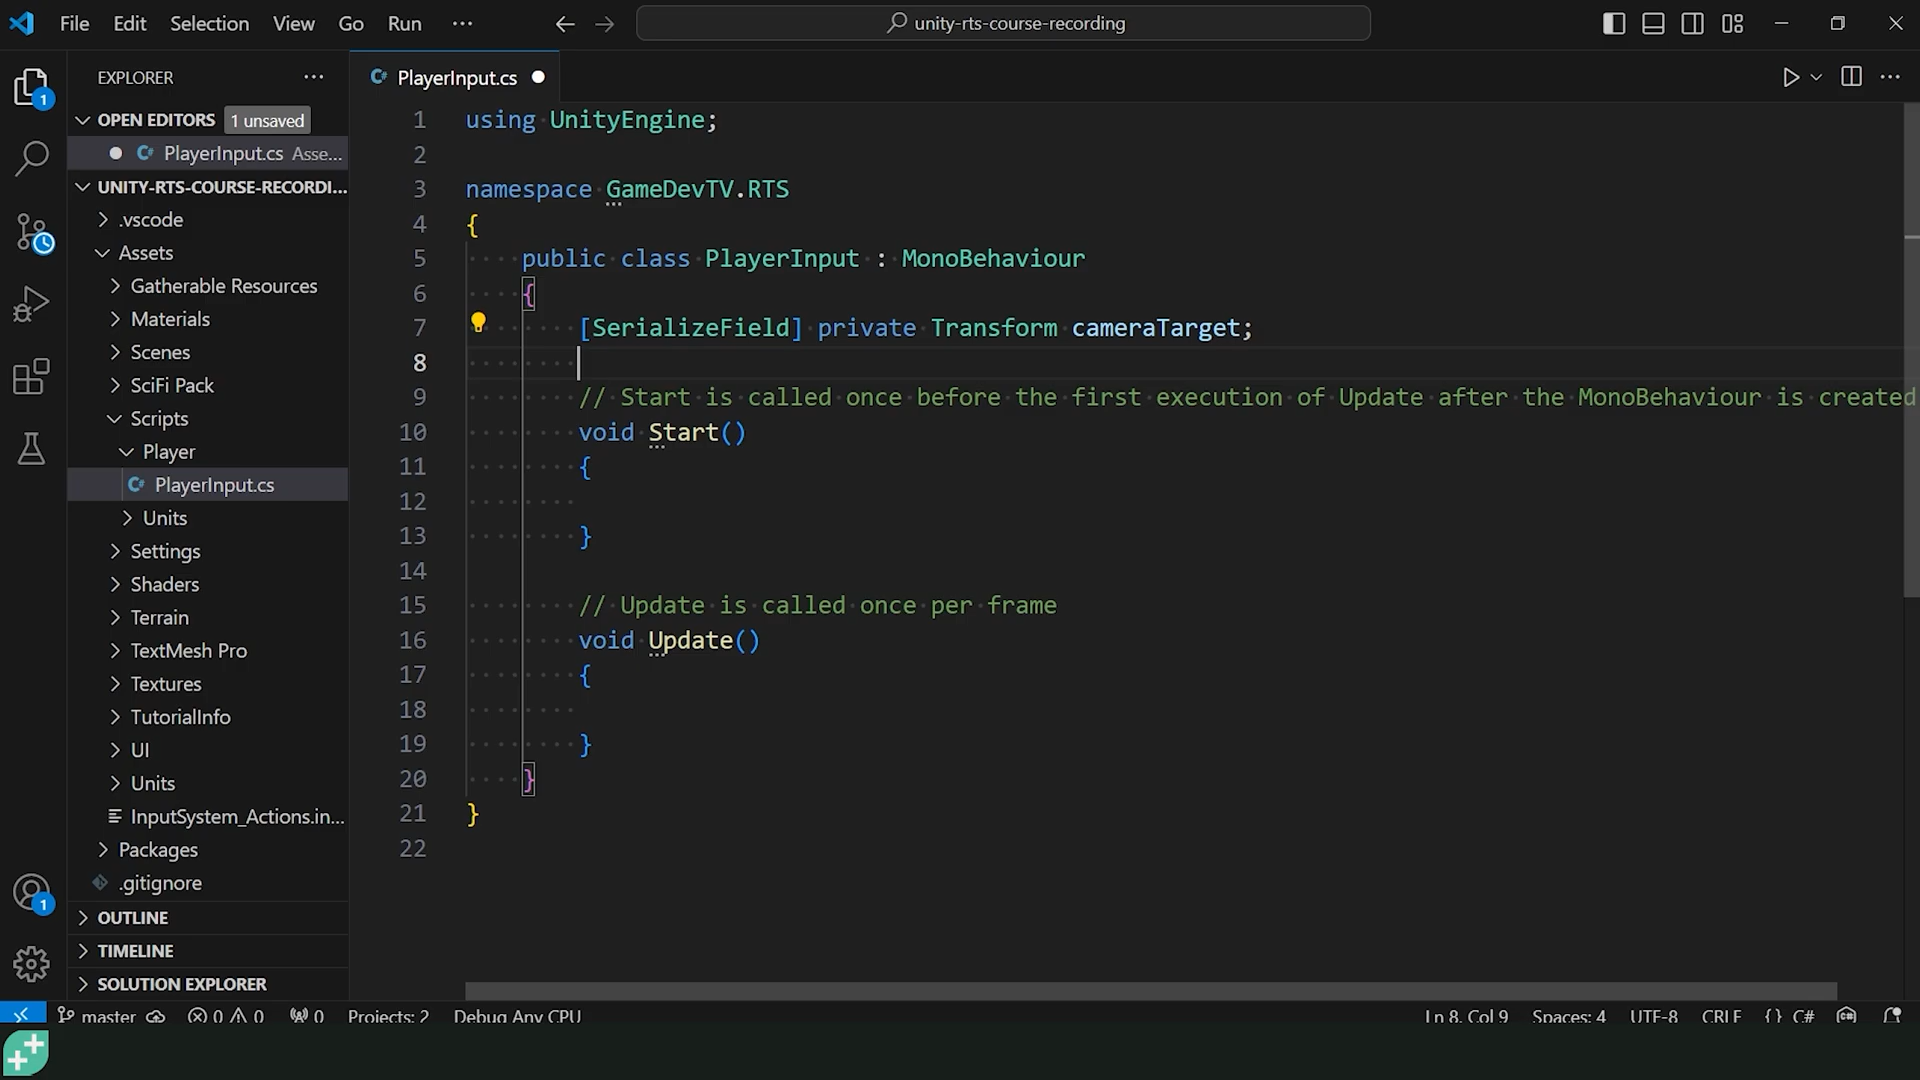 File Edit Selection View Go Run ··· unity-rts-course-recording
EXPLORER ···
OPEN EDITORS 1 unsaved
PlayerInput.cs Asse...
UNITY-RTS-COURSE-RECORDI...
.vscode
Assets
Gatherable Resources
Materials
Scenes
SciFi Pack
Scripts
Player
PlayerInput.cs
Units
Settings
Shaders
Terrain
TextMesh Pro
Textures
TutorialInfo
UI
Units
InputSystem_Actions.in...
Packages
.gitignore
OUTLINE
TIMELINE
SOLUTION EXPLORER
1
1
PlayerInput.cs
1 using UnityEngine;
2
3 namespace GameDevTV.RTS
4 {
5 public class PlayerInput : MonoBehaviour
6 {
7 [SerializeField] private Transform cameraTarget;
8
9 // Start is called once before the first execution of Update after the MonoBehaviour is created
10 void Start()
11 {
12
13 }
14
15 // Update is called once per frame
16 void Update()
17 {
18
19 }
20 }
21 }
22
master 0 0 0 Projects: 2 Debug Any CPU Ln 8, Col 9 Spaces: 4 UTF-8 CRLF {} C#